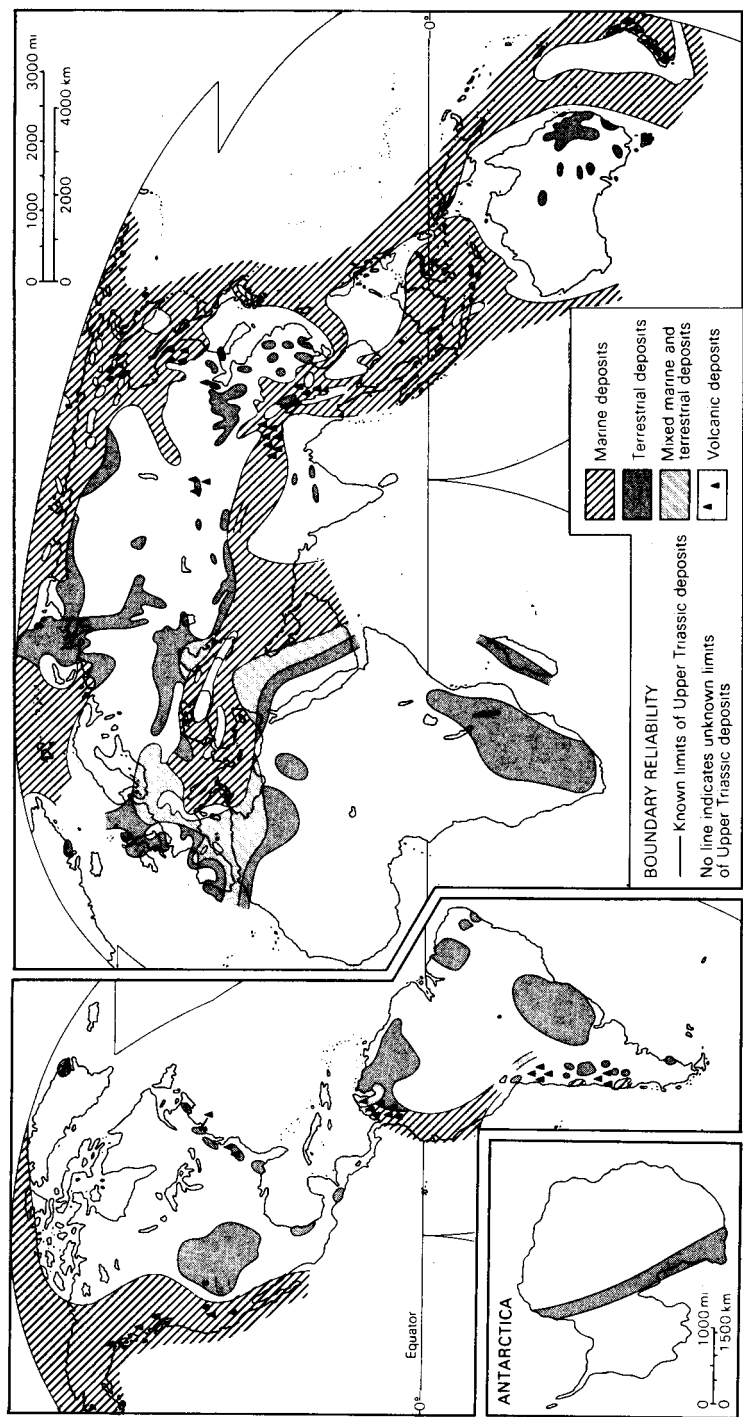 0 1000 2000 3000 mi
0 2000 4000 km
0°
Equator
0°
ANTARCTICA
0 1000 mi
0 1500 km
Marine deposits
Terrestrial deposits
Mixed marine and
terrestrial deposits
Volcanic deposits
BOUNDARY RELIABILITY
Known limits of Upper Triassic deposits
No line indicates unknown limits
of Upper Triassic deposits